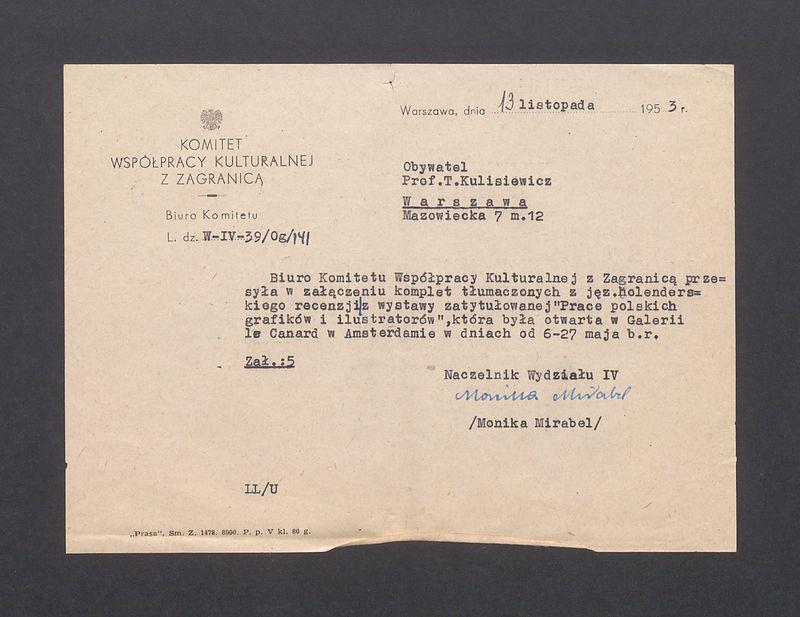 Warszawa, dnia 13 listopada 1953 r.
KOMITET
WSPÓŁPRACY KULTURALNEJ
Z ZAGRANICĄ
Biuro Komitetu
L. dz. W-IV-39/Og/141
Obywatel
Prof.T.Kulisiewicz
Warszawa
Mazowiecka 7 m.12
Biuro Komitetu Współpracy Kulturalnej z Zagranicą prze=
syła w załączeniu komplet tłumaczonych z jęz.holenders=
kiego recenzji z wystawy zatytułowanej"Prace polskich
grafików i ilustratorów",która była otwarta w Galerii
le Canard w Amsterdamie w dniach od 6-27 maja b.r.
Zał.:5
Naczelnik Wydziału IV
Monika Mirabel
/Monika Mirabel/
LL/U
„Prasa", Sm. Z. 1478. 8000. P. p. V kl. 80 g.